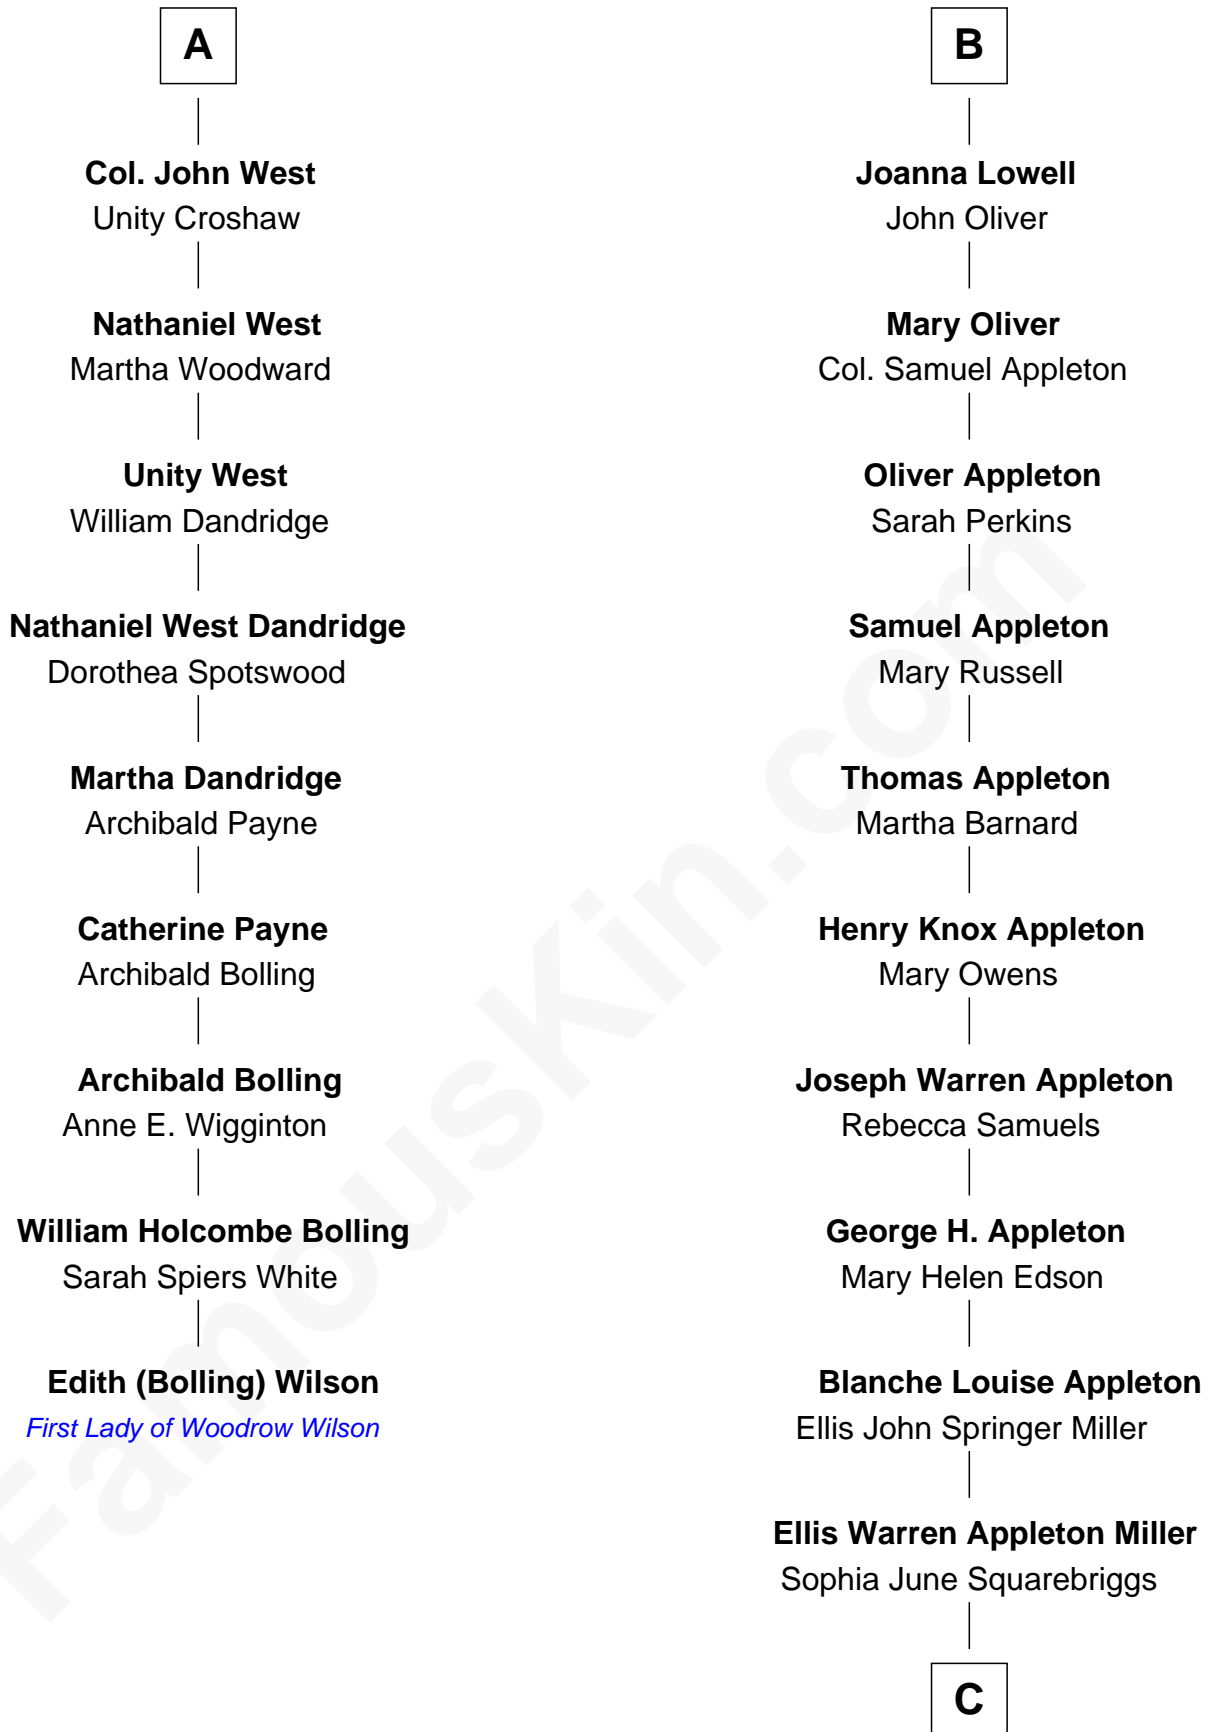 A
Col. John West
Unity Croshaw
Nathaniel West
Martha Woodward
Unity West
William Dandridge
Nathaniel West Dandridge
Dorothea Spotswood
Martha Dandridge
Archibald Payne
Catherine Payne
Archibald Bolling
Archibald Bolling
Anne E. Wigginton
William Holcombe Bolling
Sarah Spiers White
Edith (Bolling) Wilson
First Lady of Woodrow Wilson
B
Joanna Lowell
John Oliver
Mary Oliver
Col. Samuel Appleton
Oliver Appleton
Sarah Perkins
Samuel Appleton
Mary Russell
Thomas Appleton
Martha Barnard
Henry Knox Appleton
Mary Owens
Joseph Warren Appleton
Rebecca Samuels
George H. Appleton
Mary Helen Edson
Blanche Louise Appleton
Ellis John Springer Miller
Ellis Warren Appleton Miller
Sophia June Squarebriggs
C
FamousKin.com